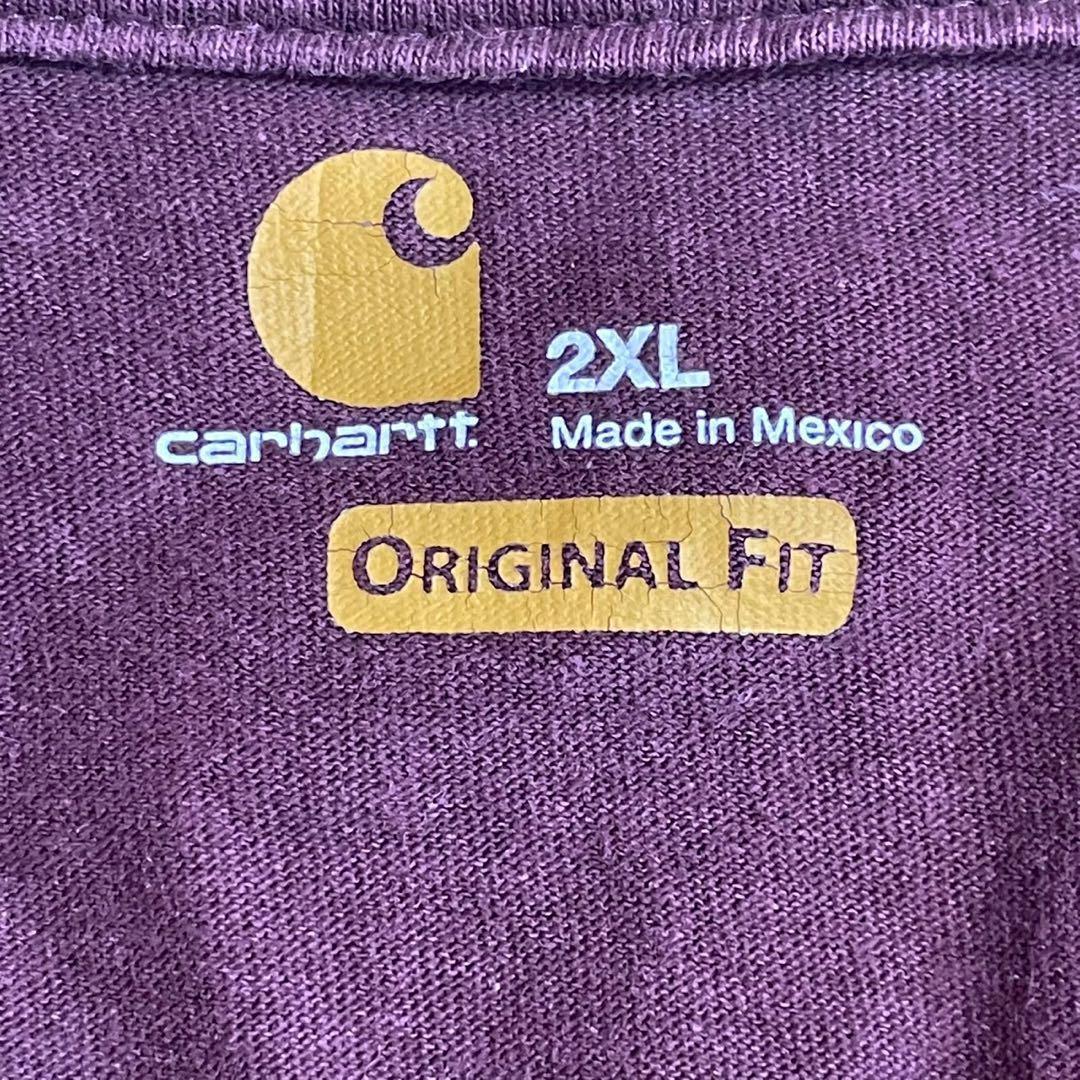 carhartt
2XL
Made in Mexico
ORIGINAL FIT